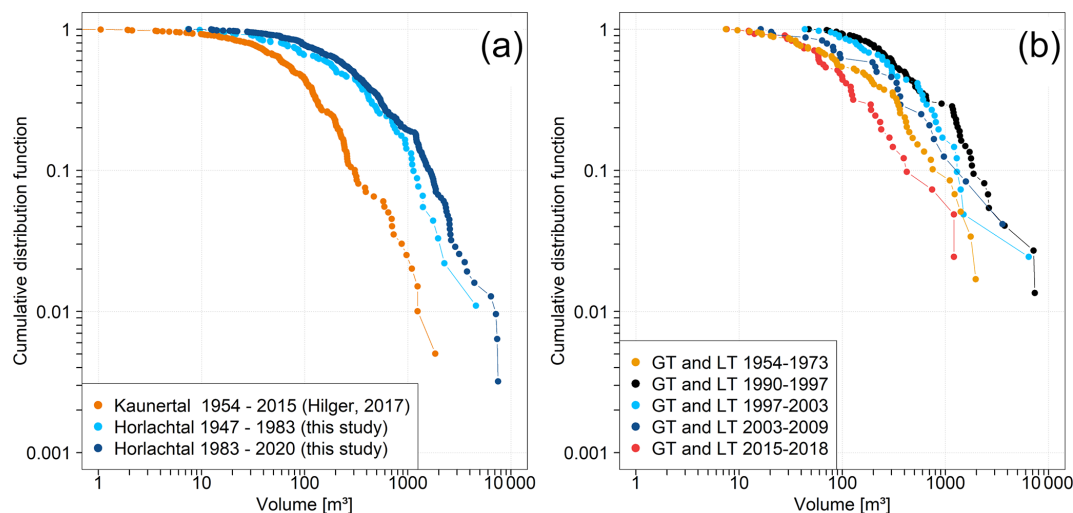 (a)
Cumulative distribution function
1
0.1
0.01
0.001
Kaunertal 1954 - 2015 (Hilger, 2017)
Horlachtal 1947 - 1983 (this study)
Horlachtal 1983 - 2020 (this study)
1 10 100 1000 10 000
Volume [m³]
(b)
Cumulative distribution function
1
0.1
0.01
0.001
GT and LT 1954-1973
GT and LT 1990-1997
GT and LT 1997-2003
GT and LT 2003-2009
GT and LT 2015-2018
1 10 100 1000 10 000
Volume [m³]